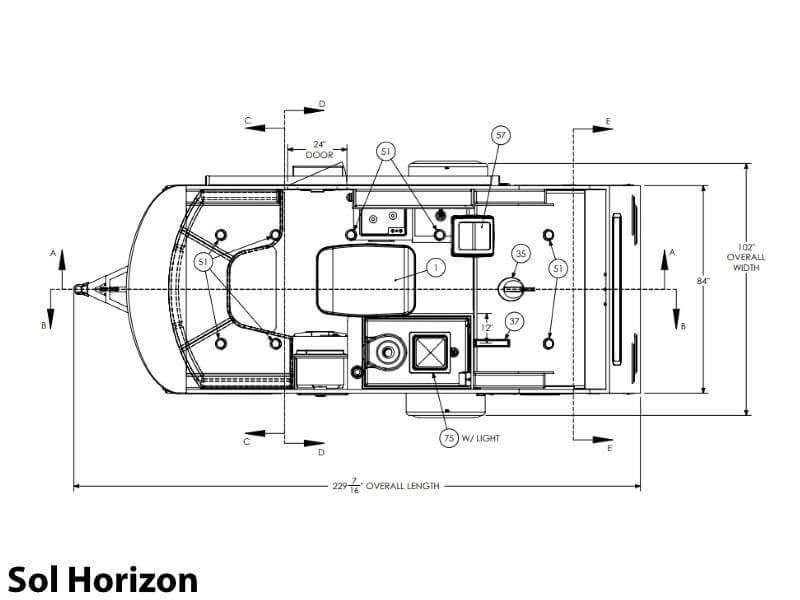 D
E
C
24"
DOOR
57
51
A
A
102"
OVERALL
WIDTH
35
51
1
51
84"
B
B
12"
37
75 W/ LIGHT
C
D
E
229 7/16" OVERALL LENGTH
Sol Horizon